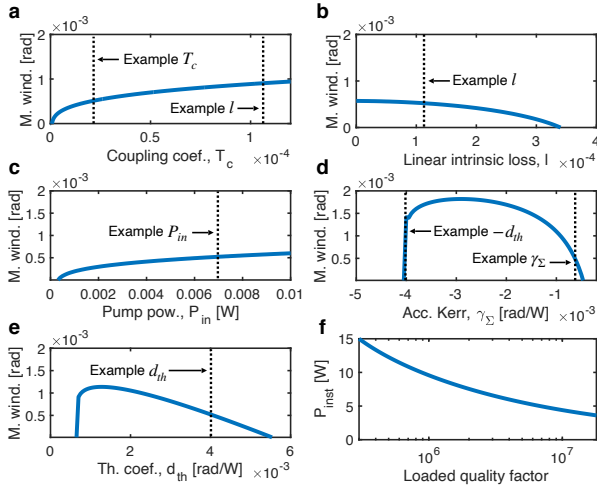 a
×10⁻³
M. wind. [rad]
2
1
0
Example T_c
Example l
0
0.5
1
Coupling coef., T_c
×10⁻⁴
b
×10⁻³
M. wind. [rad]
2
1
0
Example l
0
1
2
3
4
Linear intrinsic loss, l
×10⁻⁴
c
×10⁻³
M. wind. [rad]
2
1.5
1
0.5
Example P_in
0
0.002
0.004
0.006
0.008
0.01
Pump pow., P_in [W]
d
×10⁻³
M. wind. [rad]
2
1.5
1
0.5
Example −d_th
Example γ_Σ
-5
-4
-3
-2
-1
Acc. Kerr, γ_Σ [rad/W]
×10⁻³
e
×10⁻³
M. wind. [rad]
2
1.5
1
0.5
Example d_th
0
2
4
6
Th. coef., d_th [rad/W]
×10⁻³
f
P_inst [W]
15
10
5
0
10⁶
10⁷
Loaded quality factor